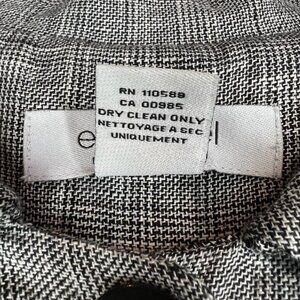 RN 110589
CA 00985
DRY CLEAN ONLY
NETTOYAGE A SEC
UNIQUEMENT